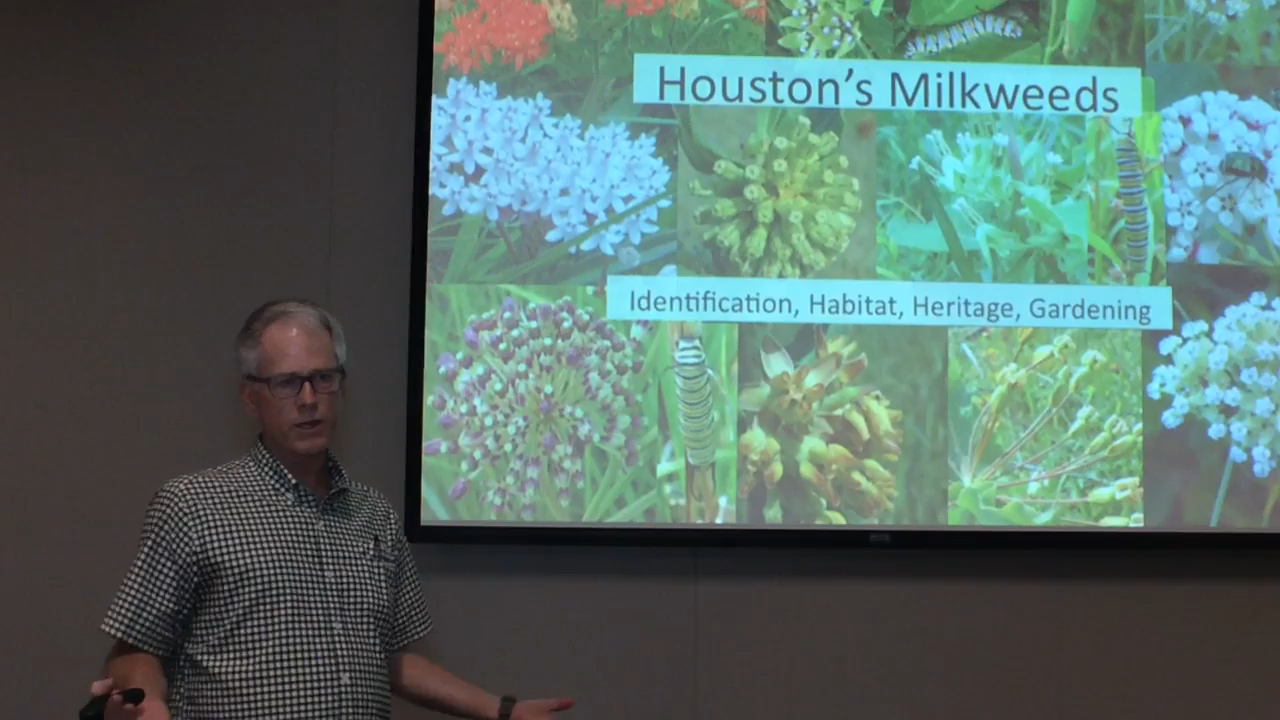 Houston's Milkweeds
Identification, Habitat, Heritage, Gardening